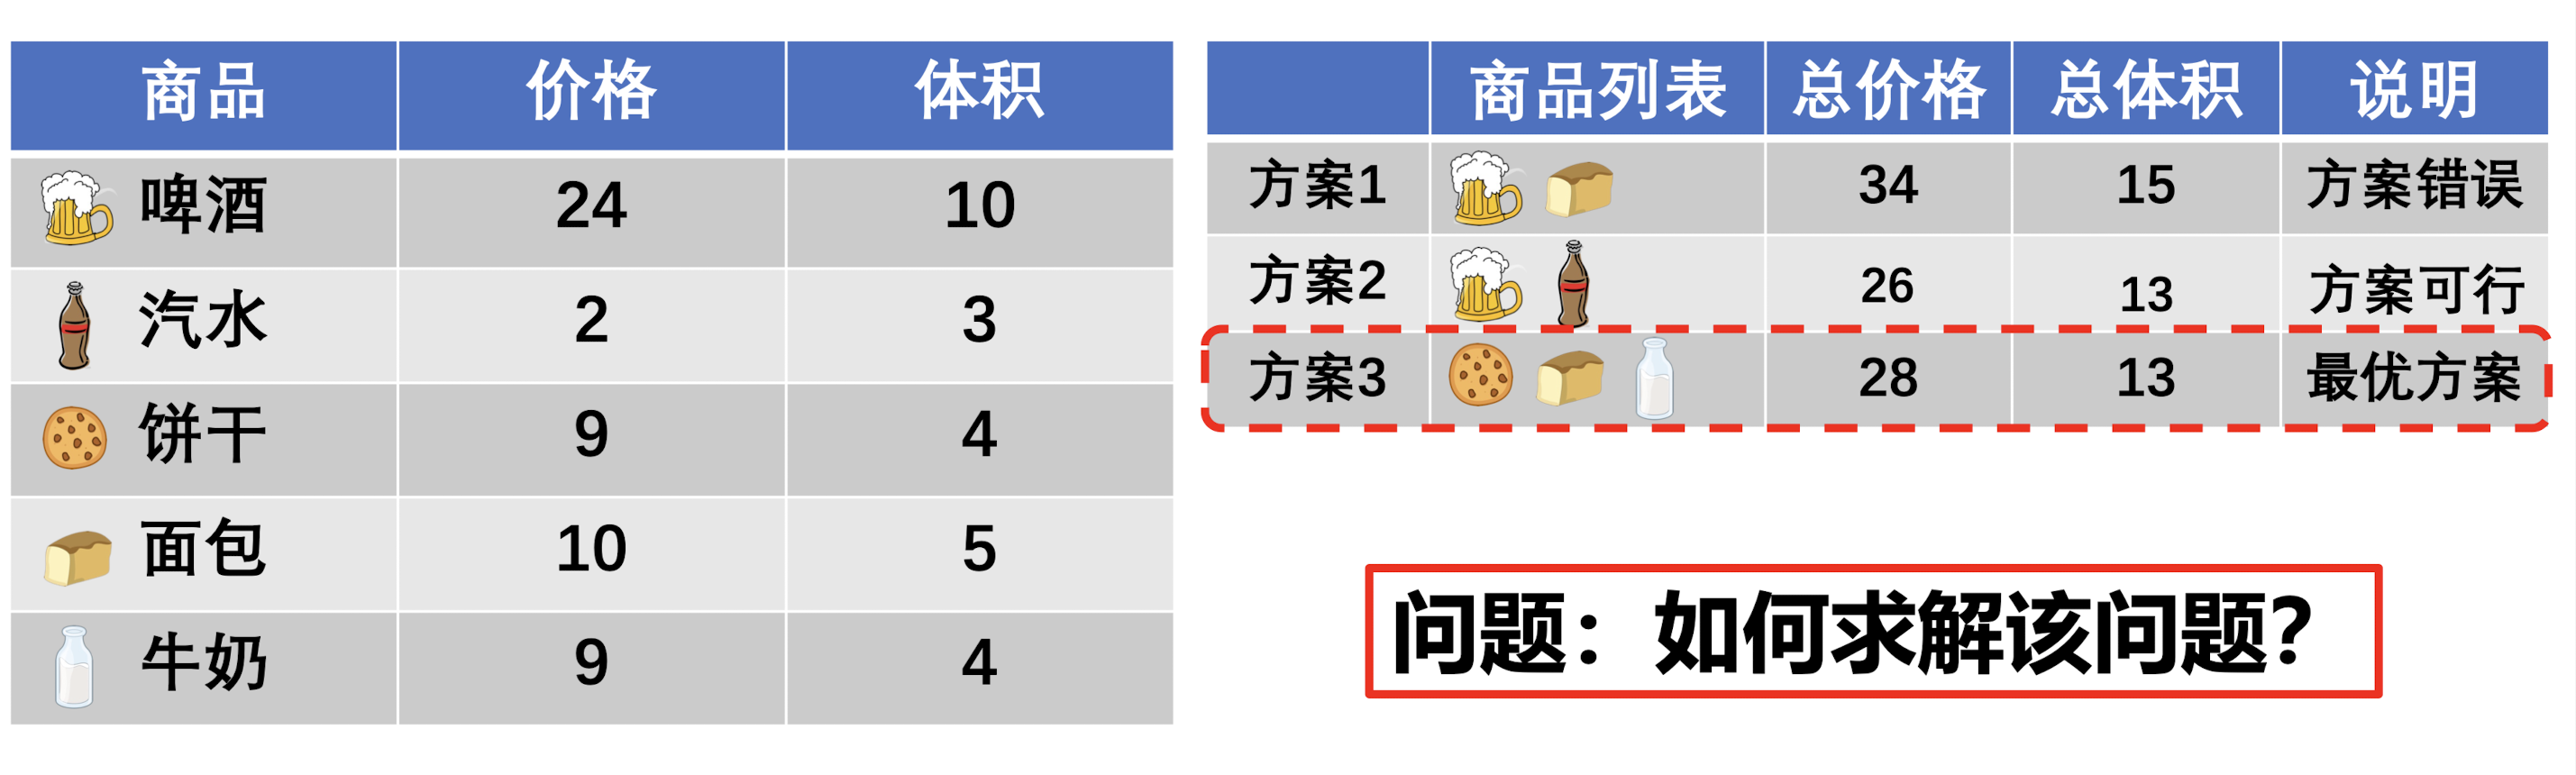 商品 价格 体积
啤酒 24 10
汽水 2 3
饼干 9 4
面包 10 5
牛奶 9 4
商品列表 总价格 总体积 说明
方案1 34 15 方案错误
方案2 26 13 方案可行
方案3 28 13 最优方案
问题：如何求解该问题？